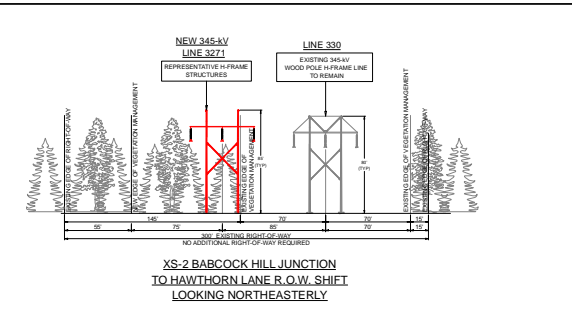 NEW 345-kV
LINE 3271
REPRESENTATIVE H-FRAME
STRUCTURES
LINE 330
EXISTING 345-kV
WOOD POLE H-FRAME LINE
TO REMAIN
EXISTING EDGE OF RIGHT-OF-WAY
NEW EDGE OF VEGETATION MANAGEMENT
EXISTING EDGE OF
VEGETATION MANAGEMENT
85'
(TYP)
80'
(TYP)
EXISTING EDGE OF VEGETATION MANAGEMENT
EXISTING EDGE OF RIGHT-OF-WAY
145' 70' 70' 15'
55' 75' 85' 70' 15'
300' EXISTING RIGHT-OF-WAY
NO ADDITIONAL RIGHT-OF-WAY REQUIRED
XS-2 BABCOCK HILL JUNCTION
TO HAWTHORN LANE R.O.W. SHIFT
LOOKING NORTHEASTERLY